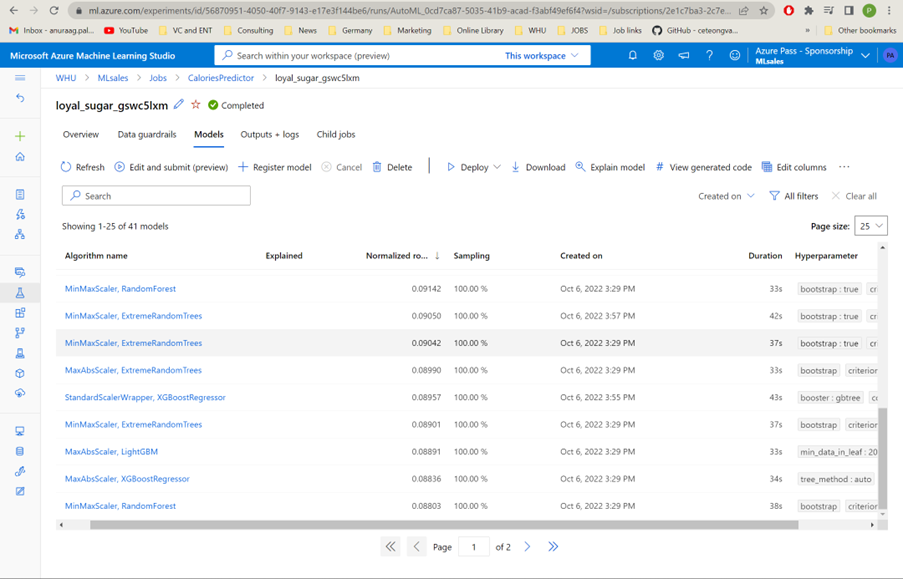 ml.azure.com/experiments/id/56870951-4050-40f7-9143-e17e3f144be6/runs/AutoML_0cd7ca87-5035-41b9-acad-f3abf49ef6f4?wsid=/subscriptions/2e1c7ba3-2c7e...
P
Inbox - anuraag.pal... YouTube VC and ENT Consulting News Germany Marketing Online Library WHU JOBS Job links GitHub - Ceteongva... » Other bookmarks
Microsoft Azure Machine Learning Studio Search within your workspace (preview) This workspace Azure Pass - Sponsorship PA
MLsales
WHU > MLsales > Jobs > CaloriesPredictor > loyal_sugar_gswc5lxm
loyal_sugar_gswc5lxm Completed
Overview Data guardrails Models Outputs + logs Child jobs
Refresh Edit and submit (preview) Register model Cancel Delete Deploy Download Explain model # View generated code Edit columns ...
Search Created on All filters Clear all
Showing 1-25 of 41 models Page size: 25
Algorithm name Explained Normalized ro... ↓ Sampling Created on Duration Hyperparameter
MinMaxScaler, RandomForest 0.09142 100.00 % Oct 6, 2022 3:29 PM 33s bootstrap : true cri
MinMaxScaler, ExtremeRandomTrees 0.09050 100.00 % Oct 6, 2022 3:57 PM 42s bootstrap : true cr
MinMaxScaler, ExtremeRandomTrees 0.09042 100.00 % Oct 6, 2022 3:29 PM 37s bootstrap : true cr
MaxAbsScaler, ExtremeRandomTrees 0.08990 100.00 % Oct 6, 2022 3:29 PM 33s bootstrap criterion
StandardScalerWrapper, XGBoostRegressor 0.08957 100.00 % Oct 6, 2022 3:55 PM 43s booster : gbtree co
MinMaxScaler, ExtremeRandomTrees 0.08901 100.00 % Oct 6, 2022 3:29 PM 37s bootstrap criterion
MaxAbsScaler, LightGBM 0.08891 100.00 % Oct 6, 2022 3:29 PM 33s min_data_in_leaf : 20
MaxAbsScaler, XGBoostRegressor 0.08836 100.00 % Oct 6, 2022 3:29 PM 34s tree_method : auto
MinMaxScaler, RandomForest 0.08803 100.00 % Oct 6, 2022 3:29 PM 38s bootstrap criterion
Page 1 of 2